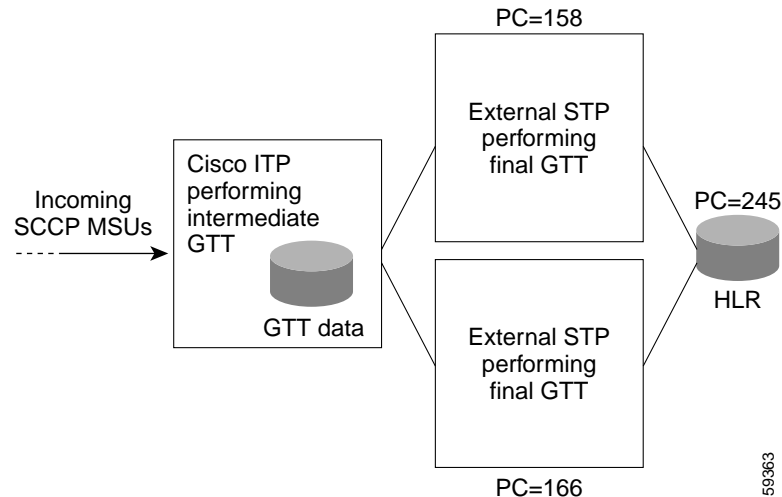 PC=158
External STP
performing
final GTT
Cisco ITP
performing
intermediate
GTT
GTT data
Incoming
SCCP MSUs
PC=245
HLR
External STP
performing
final GTT
PC=166
59363